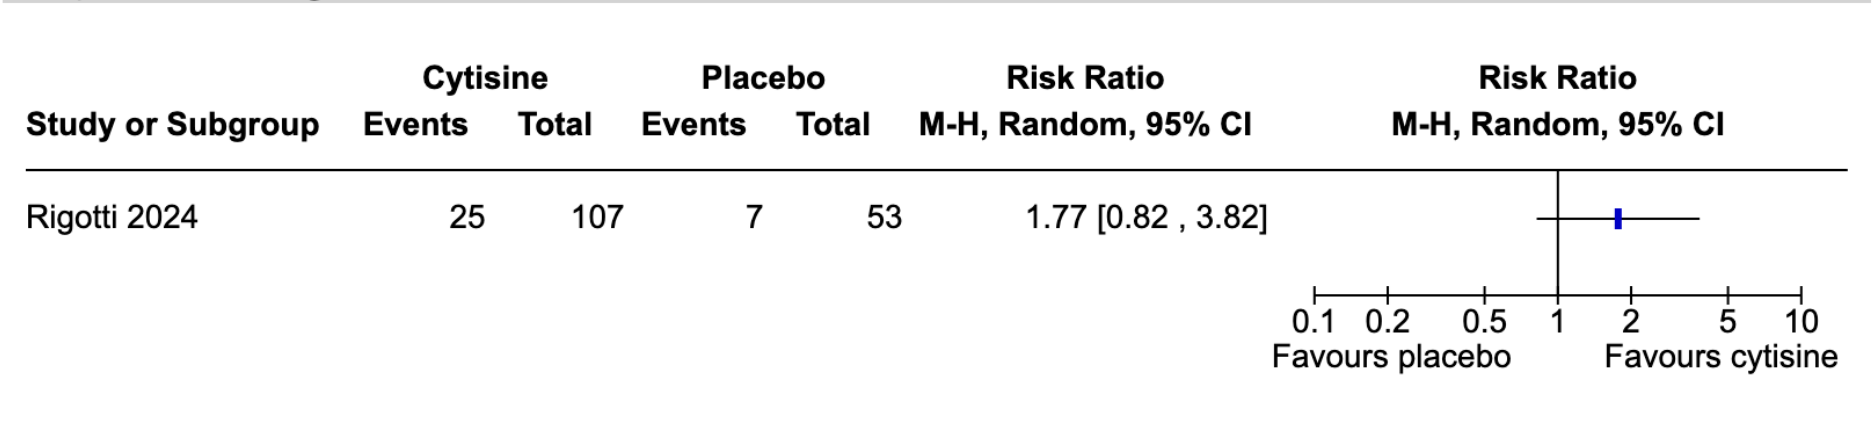 Cytisine Placebo Risk Ratio Risk Ratio
Study or Subgroup Events Total Events Total M-H, Random, 95% CI M-H, Random, 95% CI
Rigotti 2024 25 107 7 53 1.77 [0.82 , 3.82]
0.1 0.2 0.5 1 2 5 10
Favours placebo Favours cytisine